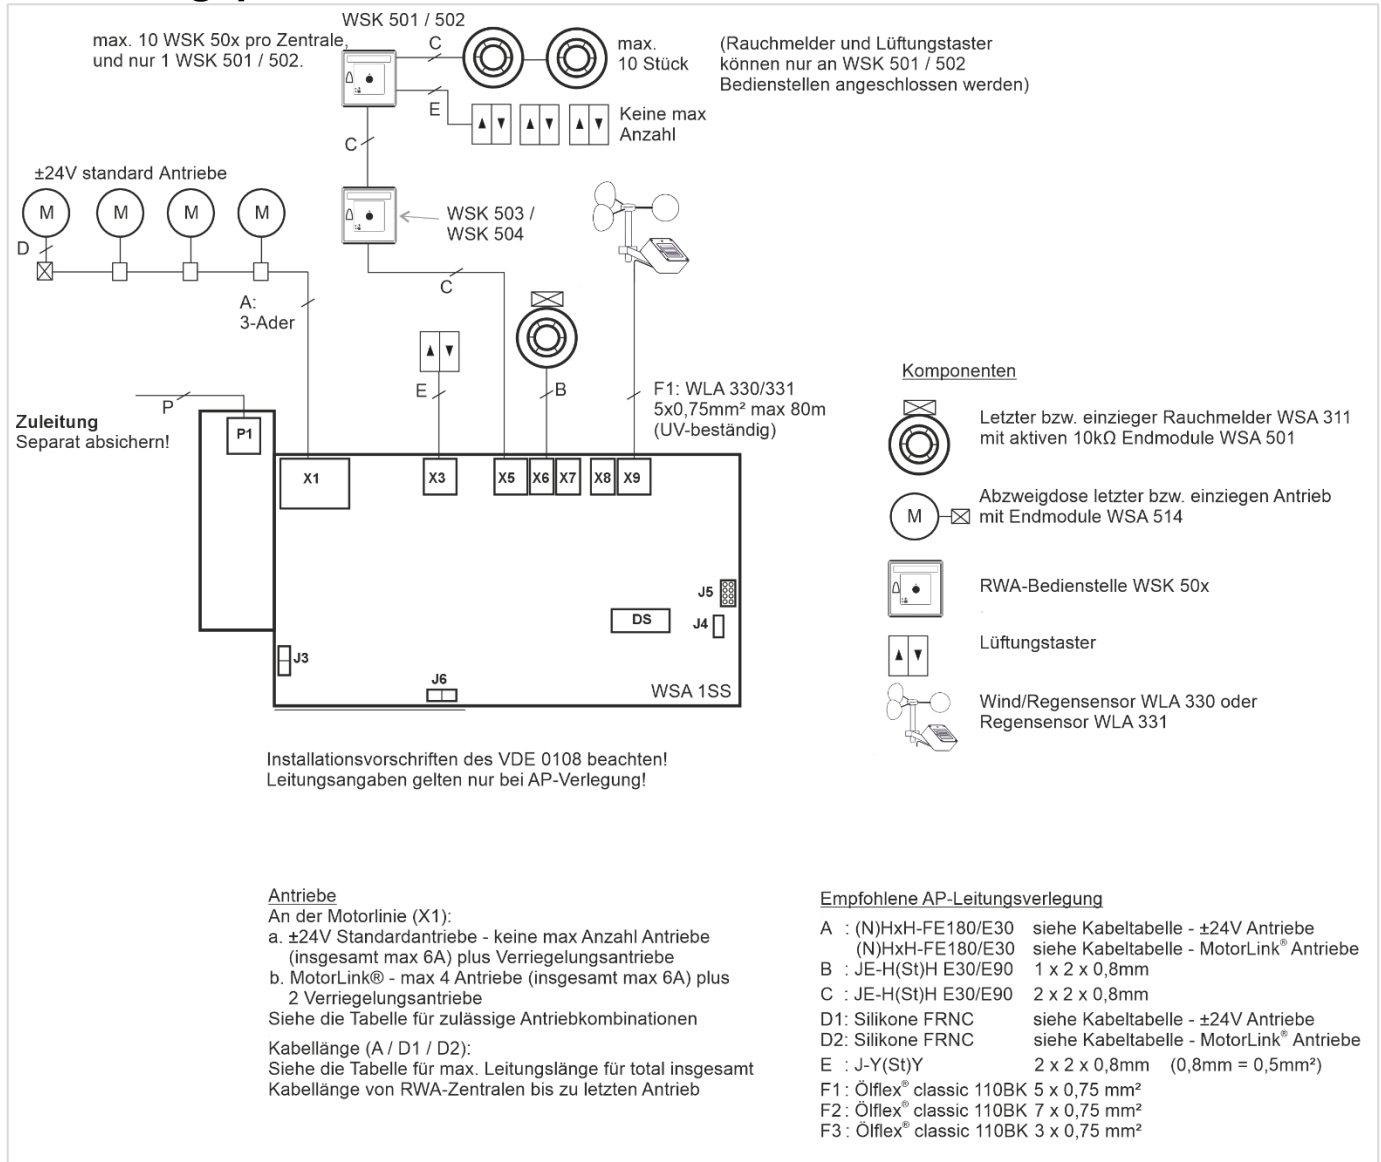 WSK 501 / 502
max. 10 WSK 50x pro Zentrale,
und nur 1 WSK 501 / 502.
C
max.
10 Stück
(Rauchmelder und Lüftungstaster
können nur an WSK 501 / 502
Bedienstellen angeschlossen werden)
E
Keine max
Anzahl
C
±24V standard Antriebe
M
M
M
M
D
WSK 503 /
WSK 504
A:
3-Ader
C
E
B
F1: WLA 330/331
5x0,75mm² max 80m
(UV-beständig)
P
Zuleitung
Separat absichern!
P1
X1
X3
X5
X6
X7
X8
X9
J5
DS
J4
J3
J6
WSA 1SS
Komponenten
Letzter bzw. einzieger Rauchmelder WSA 311
mit aktiven 10kΩ Endmodule WSA 501
Abzweigdose letzter bzw. einziegen Antrieb
M
mit Endmodule WSA 514
RWA-Bedienstelle WSK 50x
Lüftungstaster
Wind/Regensensor WLA 330 oder
Regensensor WLA 331
Installationsvorschriften des VDE 0108 beachten!
Leitungsangaben gelten nur bei AP-Verlegung!
Antriebe
An der Motorlinie (X1):
a. ±24V Standardantriebe - keine max Anzahl Antriebe
(insgesamt max 6A) plus Verriegelungsantriebe
b. MotorLink® - max 4 Antriebe (insgesamt max 6A) plus
2 Verriegelungsantriebe
Siehe die Tabelle für zulässige Antriebkombinationen
Kabellänge (A / D1 / D2):
Siehe die Tabelle für max. Leitungslänge für total insgesamt
Kabellänge von RWA-Zentralen bis zu letzten Antrieb
Empfohlene AP-Leitungsverlegung
A : (N)HxH-FE180/E30 siehe Kabeltabelle - ±24V Antriebe
(N)HxH-FE180/E30 siehe Kabeltabelle - MotorLink® Antriebe
B : JE-H(St)H E30/E90 1 x 2 x 0,8mm
C : JE-H(St)H E30/E90 2 x 2 x 0,8mm
D1: Silikone FRNC siehe Kabeltabelle - ±24V Antriebe
D2: Silikone FRNC siehe Kabeltabelle - MotorLink® Antriebe
E : J-Y(St)Y 2 x 2 x 0,8mm (0,8mm = 0,5mm²)
F1: Ölflex® classic 110BK 5 x 0,75 mm²
F2: Ölflex® classic 110BK 7 x 0,75 mm²
F3: Ölflex® classic 110BK 3 x 0,75 mm²